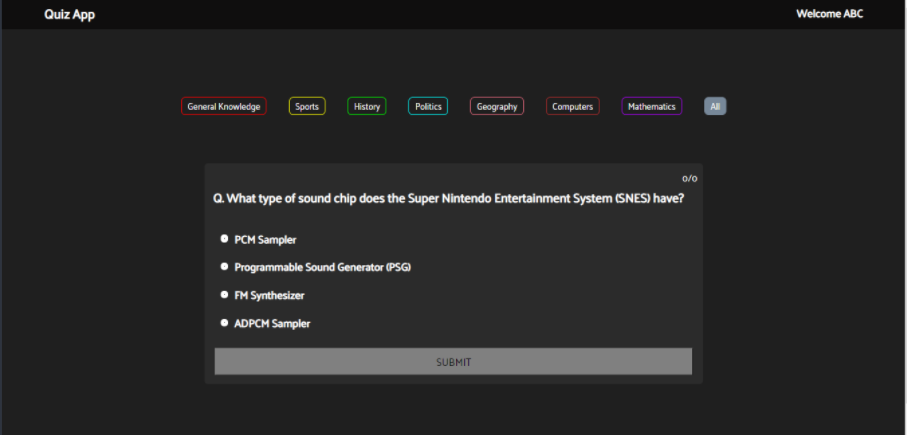 Quiz App
Welcome ABC
General Knowledge
Sports
History
Politics
Geography
Computers
Mathematics
All
0/0
Q. What type of sound chip does the Super Nintendo Entertainment System (SNES) have?
PCM Sampler
Programmable Sound Generator (PSG)
FM Synthesizer
ADPCM Sampler
SUBMIT